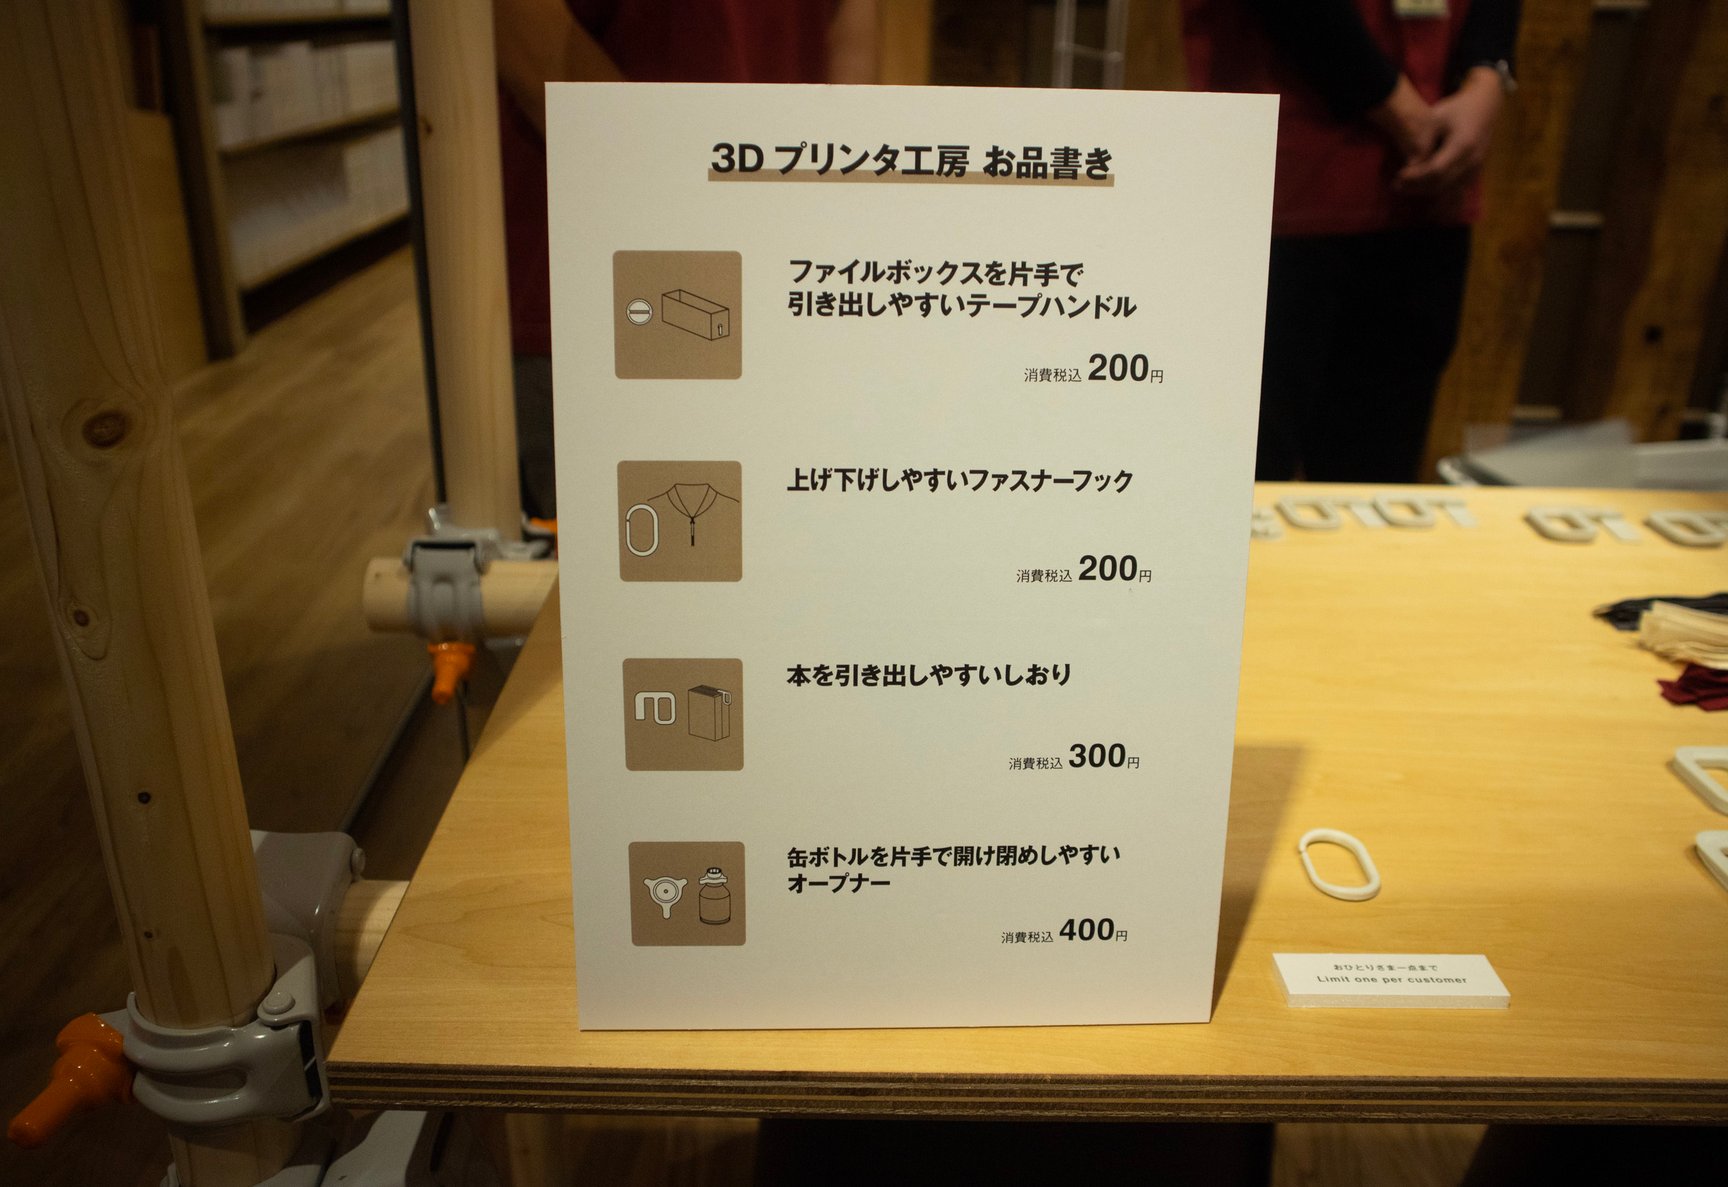 3Dプリンタ工房 お品書き
ファイルボックスを片手で
引き出しやすいテープハンドル
消費税込 200円
上げ下げしやすいファスナーフック
消費税込 200円
本を引き出しやすいしおり
消費税込 300円
缶ボトルを片手で開け閉めしやすい
オープナー
消費税込 400円
おひとりさま一点まで
Limit one per customer